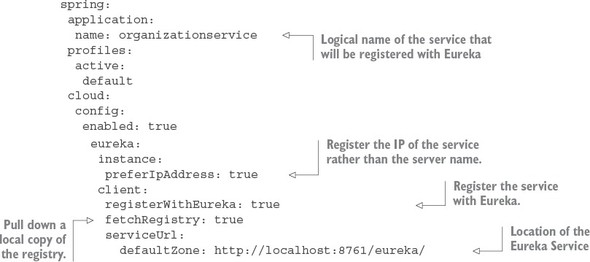 spring:
application:
name: organizationservice
Logical name of the service that
will be registered with Eureka
profiles:
active:
default
cloud:
config:
enabled: true
eureka:
instance:
preferIpAddress: true
Register the IP of the service
rather than the server name.
client:
registerWithEureka: true
Register the service
with Eureka.
fetchRegistry: true
Pull down a
local copy of
the registry.
serviceUrl:
defaultZone: http://localhost:8761/eureka/
Location of the
Eureka Service